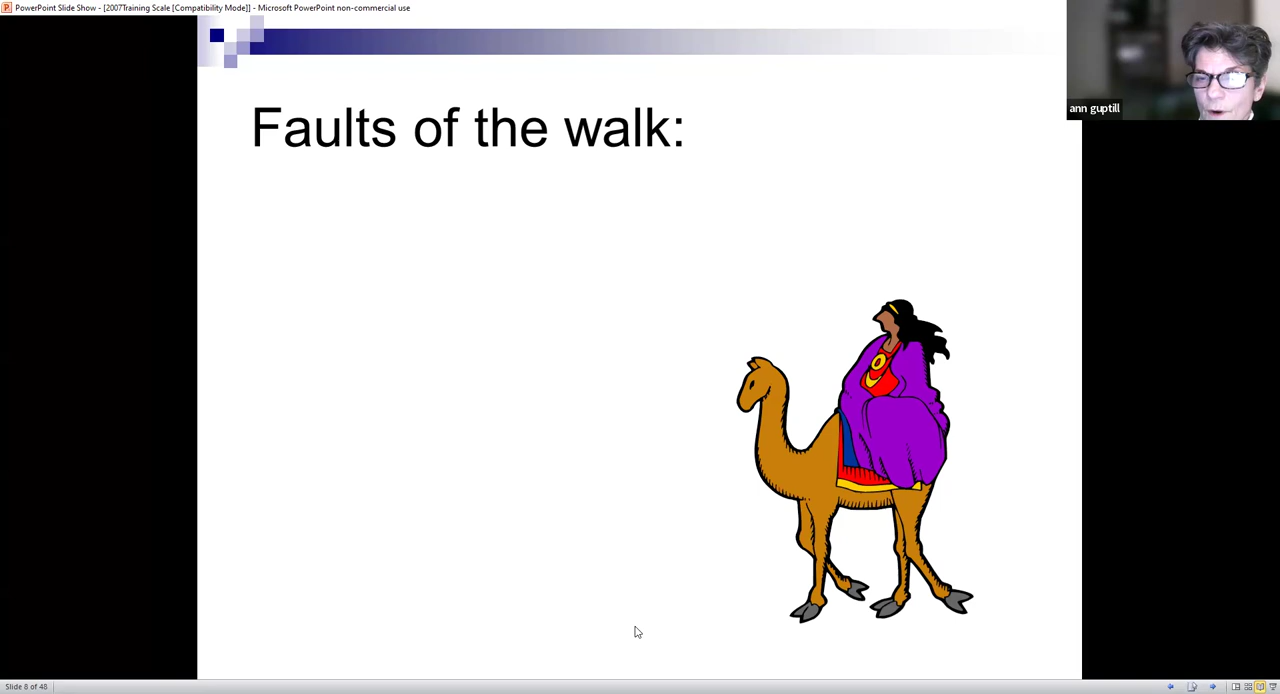 PowerPoint Slide Show - [2007Training Scale [Compatibility Mode]] - Microsoft PowerPoint non-commercial use
ann guptill
Faults of the walk:
Slide 8 of 48